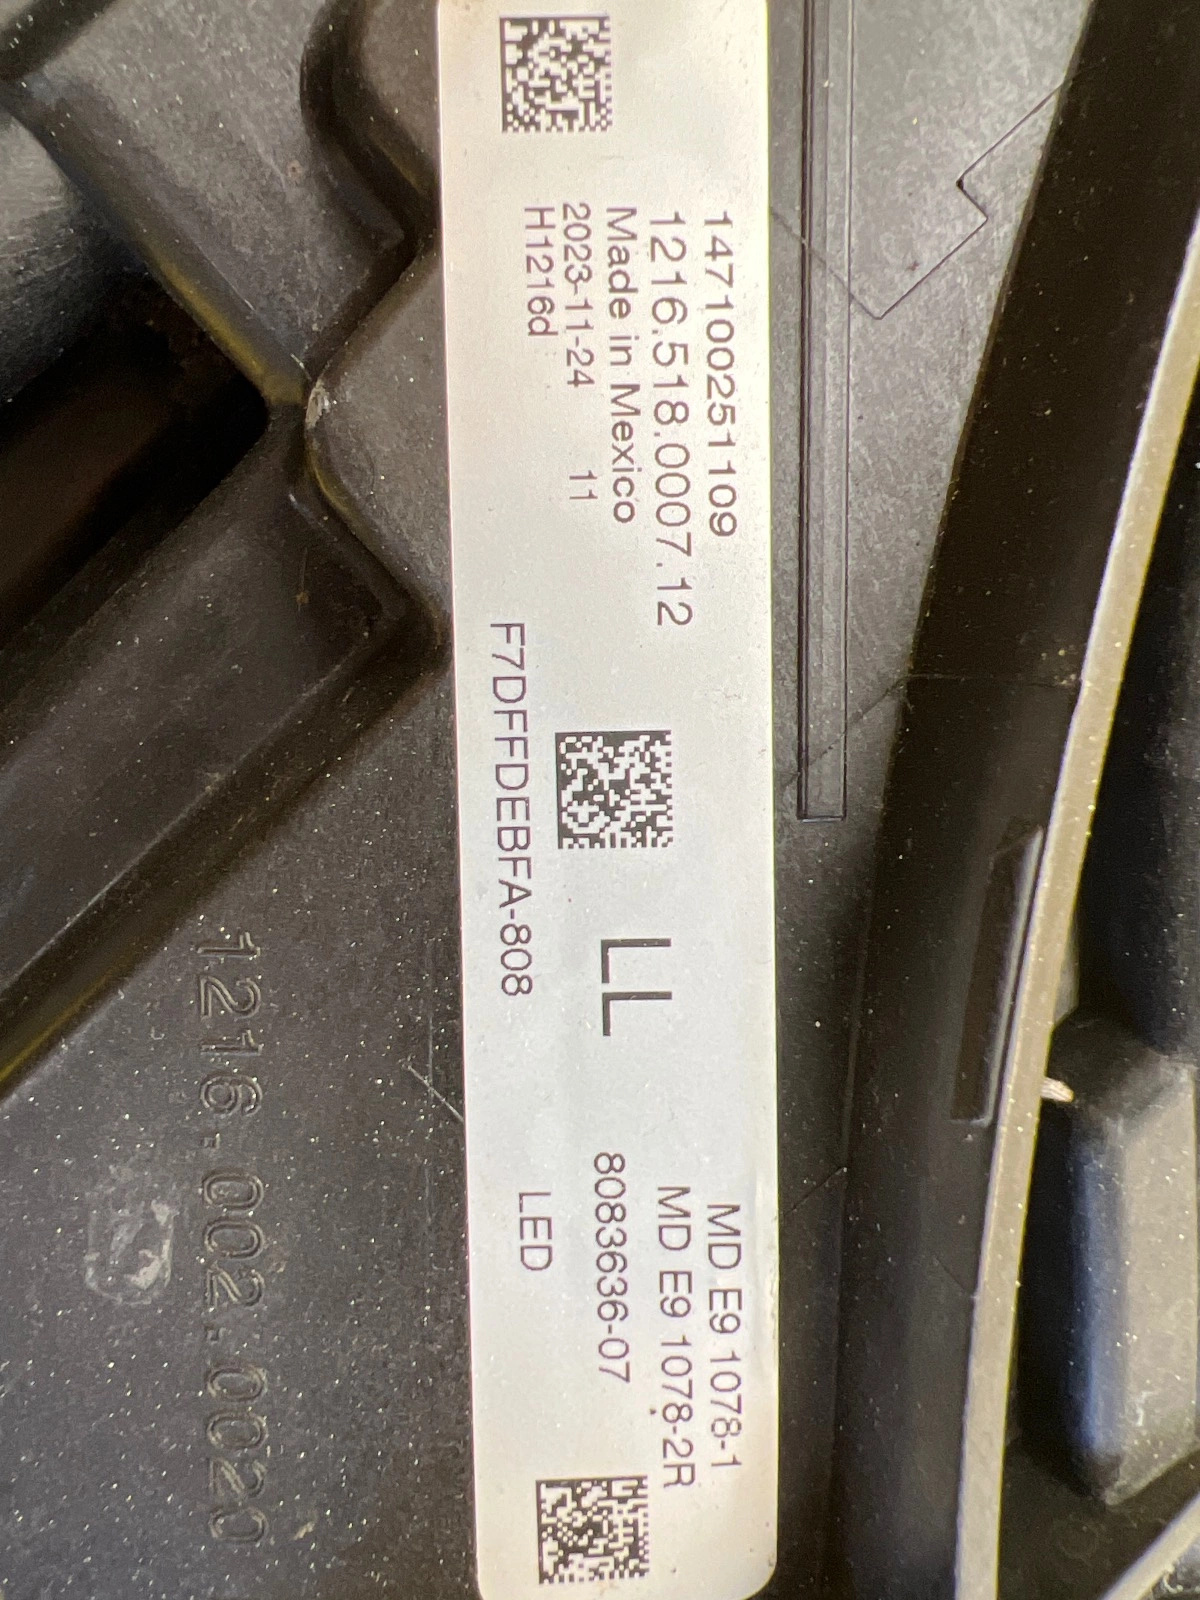 147100251109
1216.518.0007.12
Made in Mexico
2023-11-24 11
H1216d
F7DFFDEBFA-808
LL
MD E9 1078-1
MD E9 1078-2R
8083636-07
LED
1216.002.0020